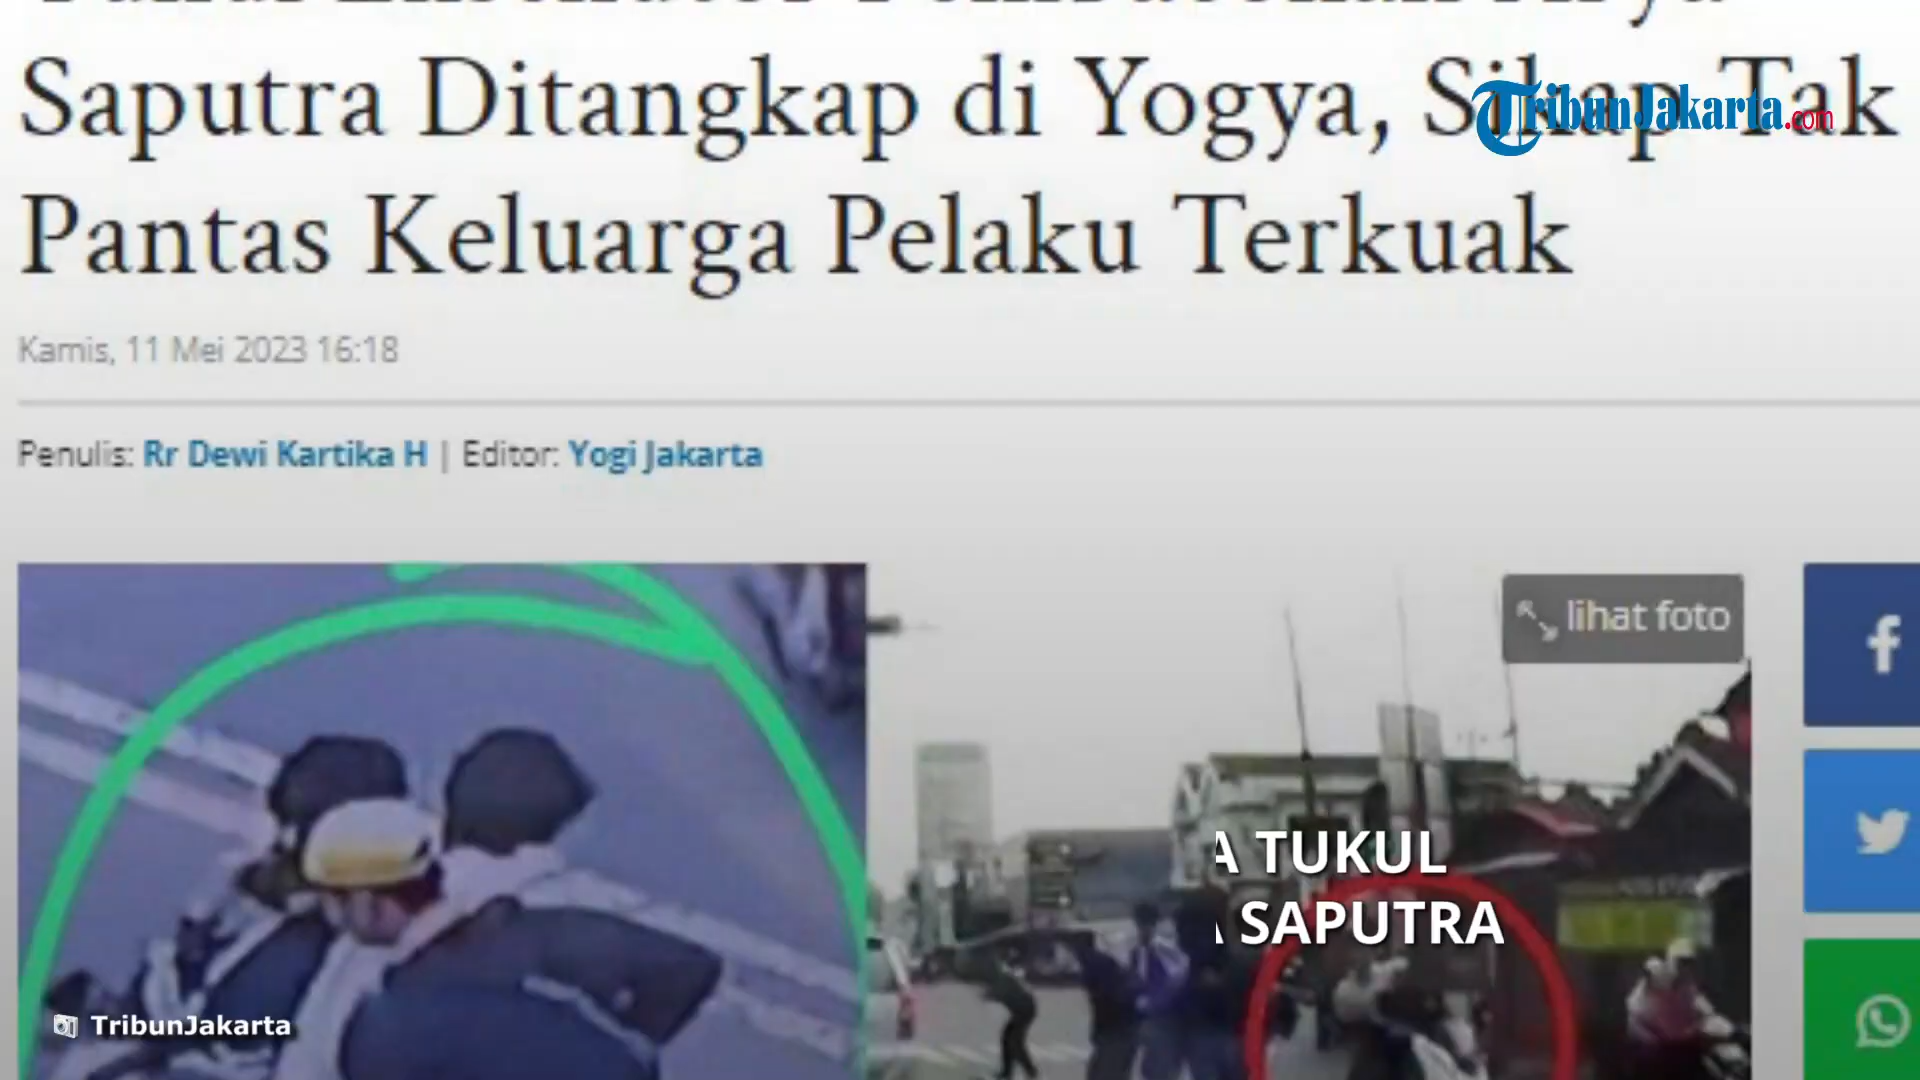 Saputra Ditangkap di Yogya, Sikap Tak
TribunJakarta.com
Pantas Keluarga Pelaku Terkuak
Kamis, 11 Mei 2023 16:18
Penulis: Rr Dewi Kartika H | Editor: Yogi Jakarta
lihat foto
A TUKUL
SAPUTRA
TribunJakarta